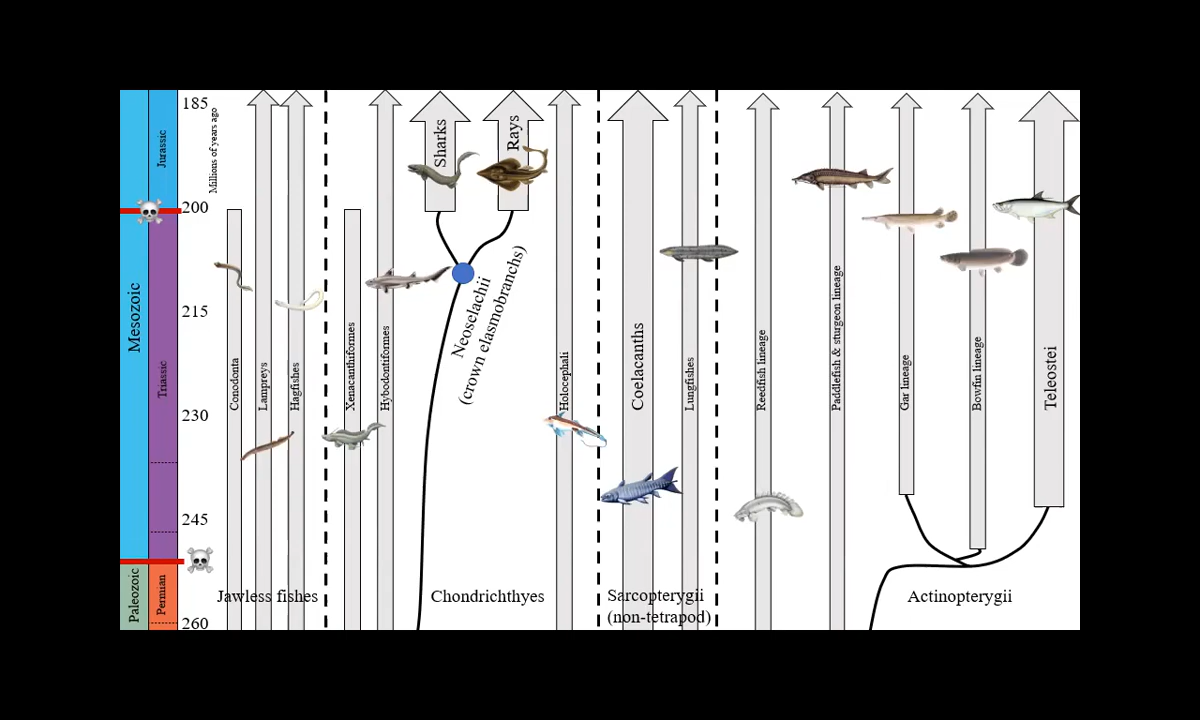 185
Millions of years ago
200
215
230
245
260
Mesozoic
Paleozoic
Jurassic
Triassic
Permian
Conodonta
Lampreys
Hagfishes
Jawless fishes
Xenacanthiformes
Hybodontiformes
Sharks
Rays
Neoselachii
(crown elasmobranchs)
Holocephali
Chondrichthyes
Coelacanths
Lungfishes
Sarcopterygii
(non-tetrapod)
Reedfish lineage
Paddlefish & sturgeon lineage
Gar lineage
Bowfin lineage
Teleostei
Actinopterygii